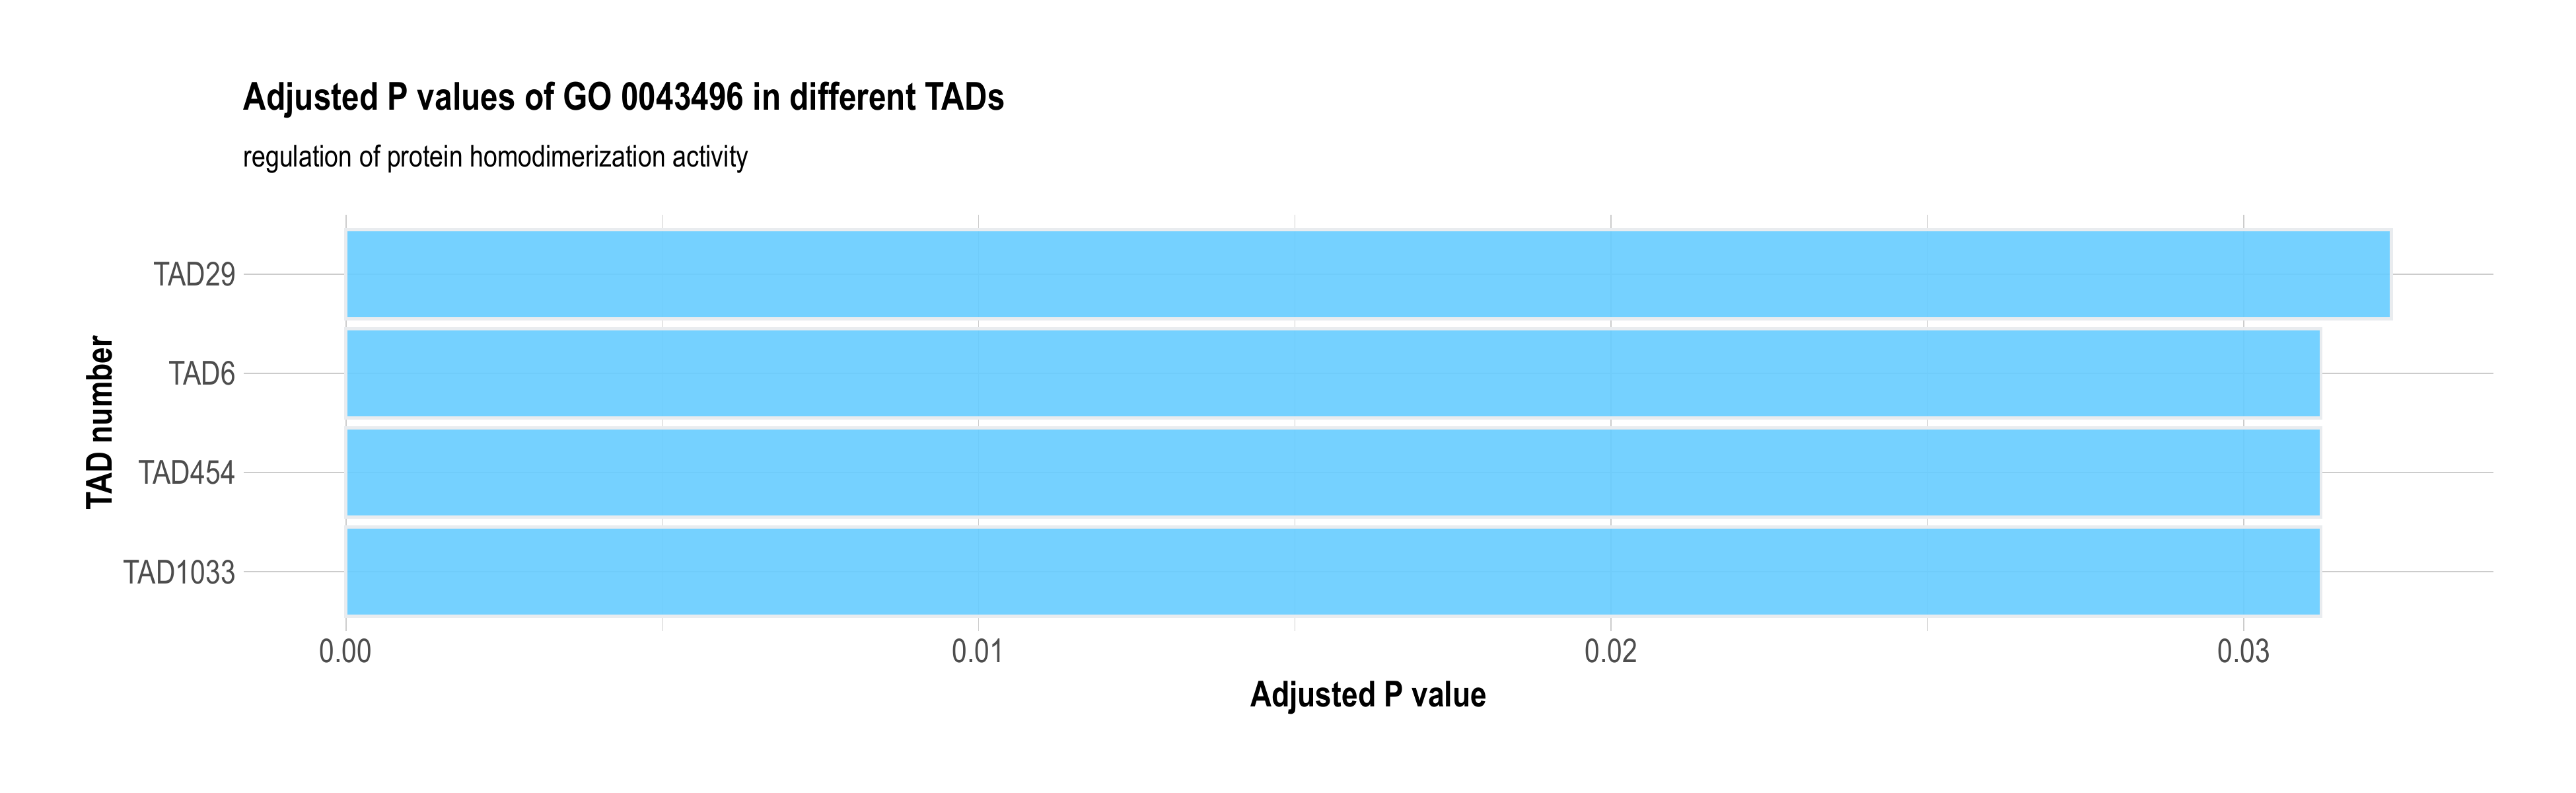 Adjusted P values of GO 0043496 in different TADs
regulation of protein homodimerization activity
TAD number
TAD29
TAD6
TAD454
TAD1033
0.00 0.01 0.02 0.03
Adjusted P value